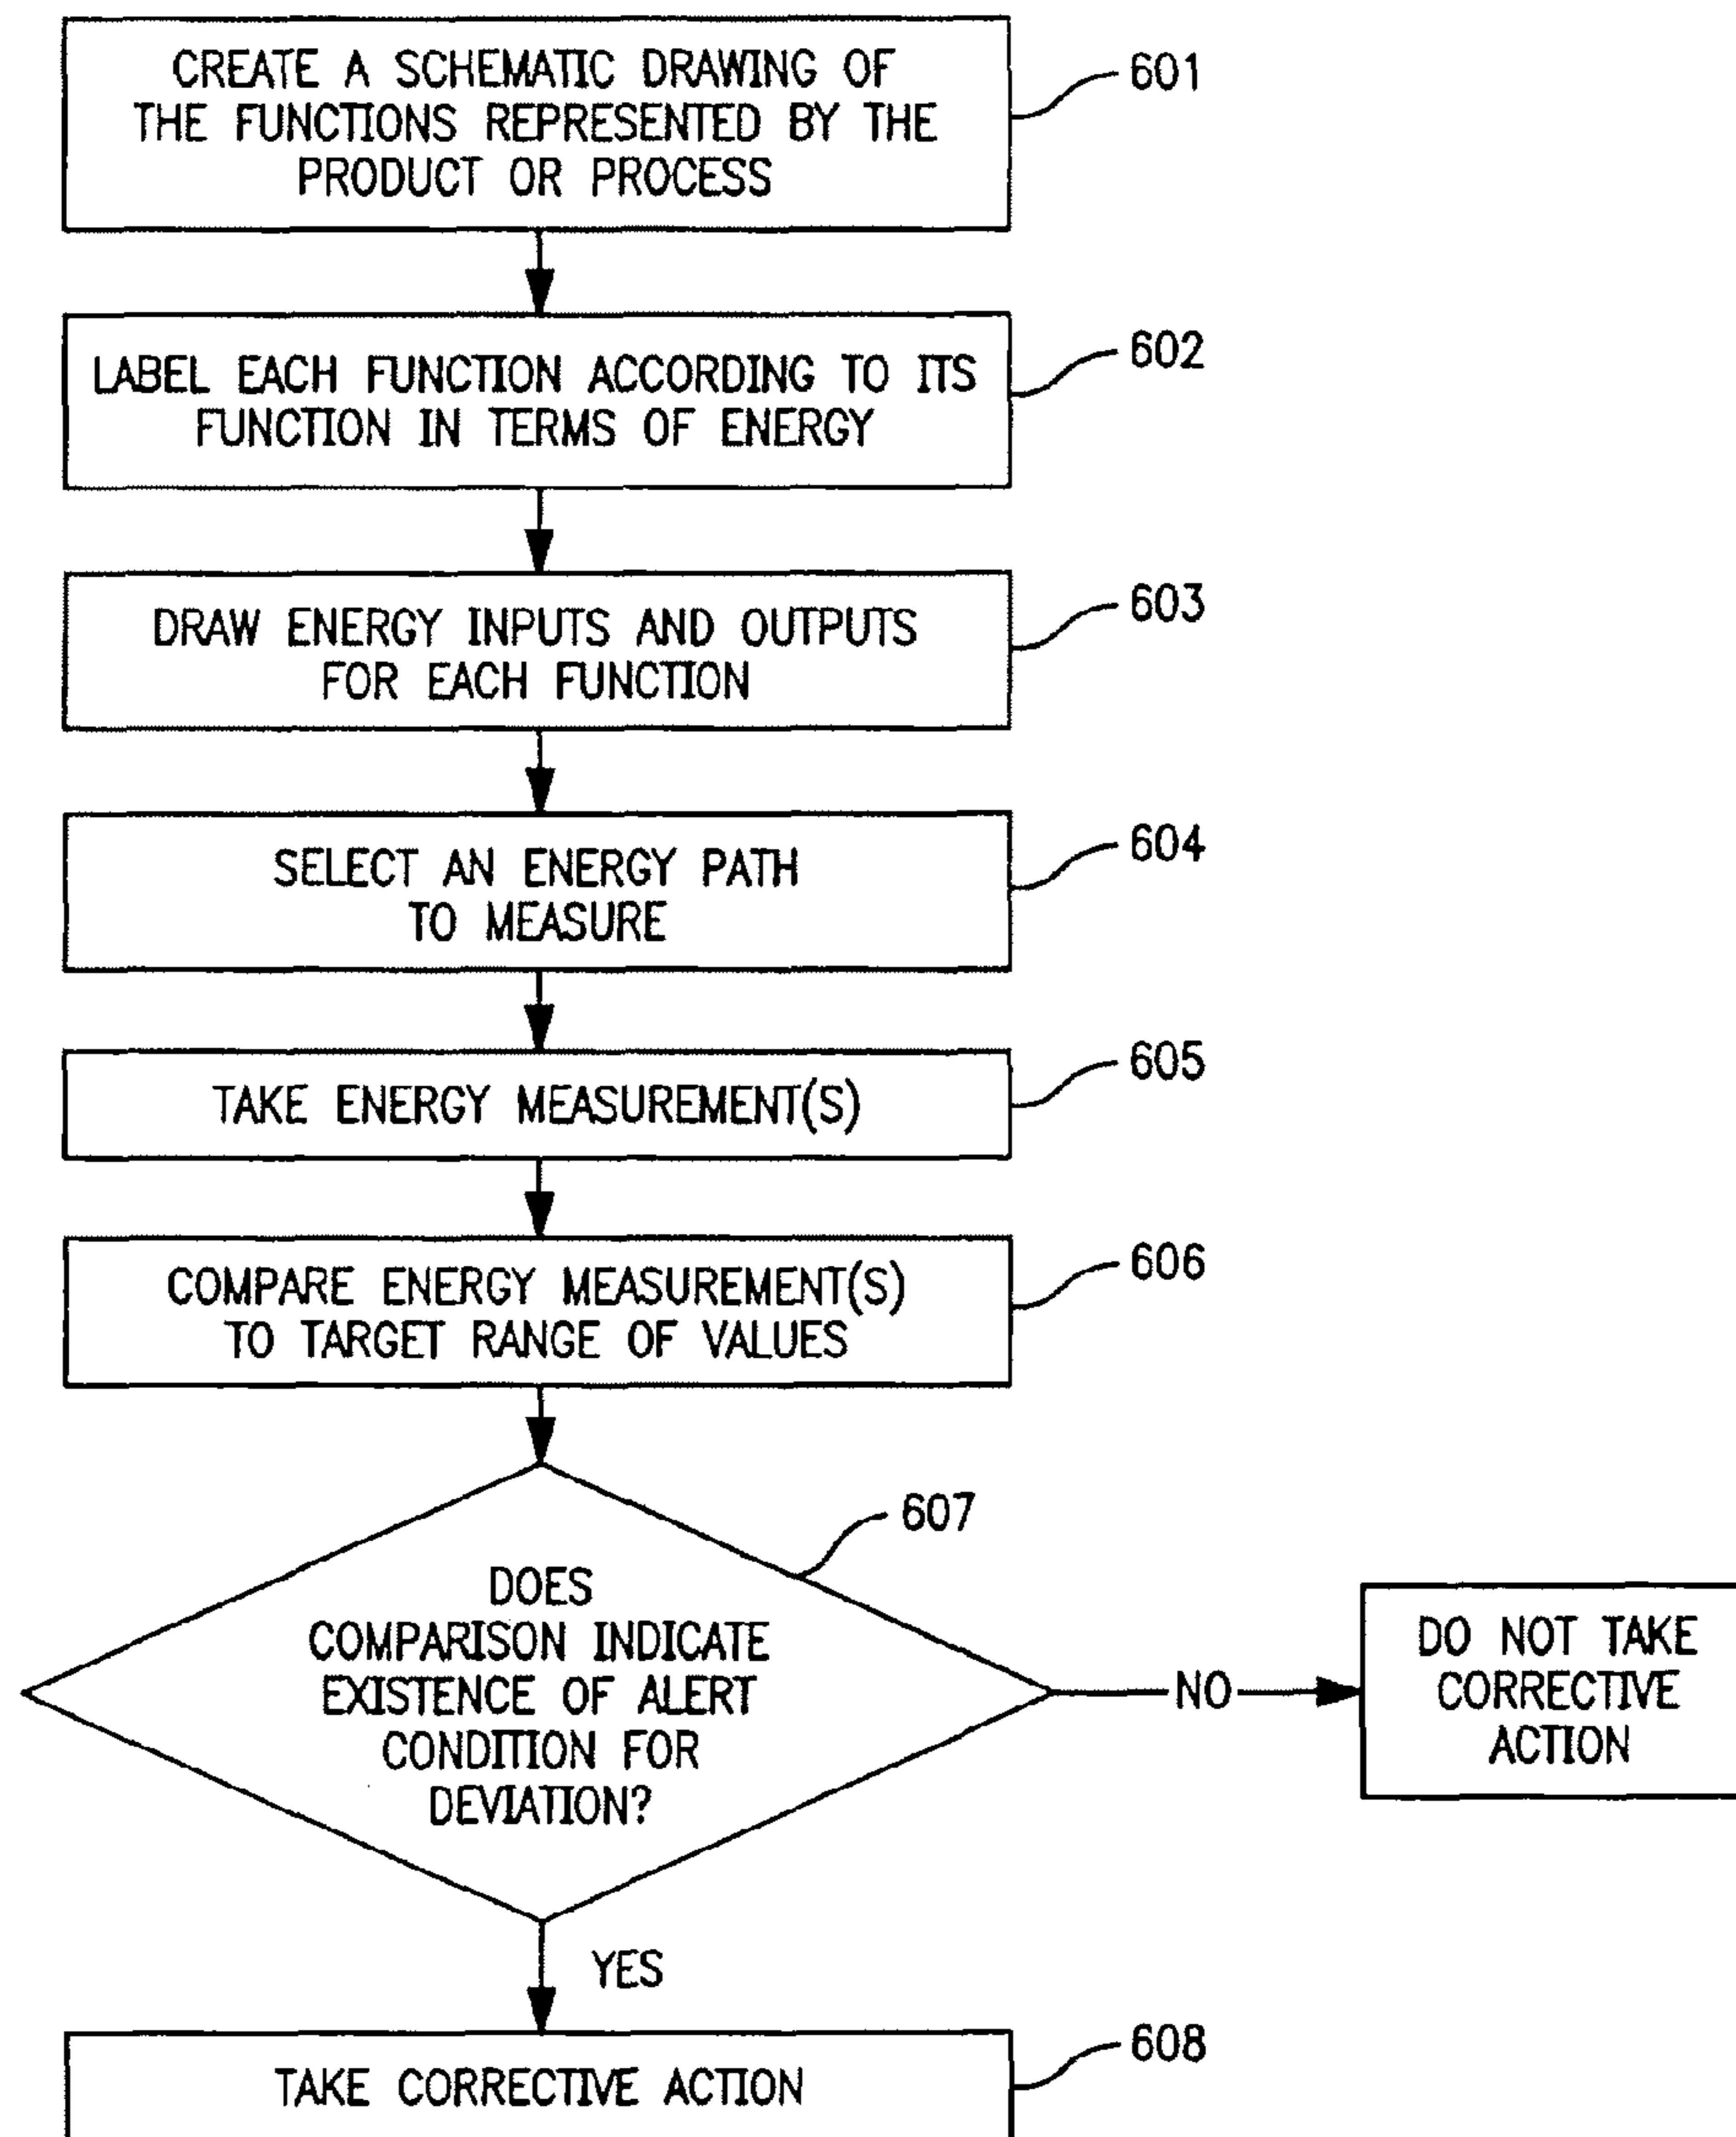 CREATE A SCHEMATIC DRAWING OF
THE FUNCTIONS REPRESENTED BY THE
PRODUCT OR PROCESS
601
LABEL EACH FUNCTION ACCORDING TO ITS
FUNCTION IN TERMS OF ENERGY
602
DRAW ENERGY INPUTS AND OUTPUTS
FOR EACH FUNCTION
603
SELECT AN ENERGY PATH
TO MEASURE
604
TAKE ENERGY MEASUREMENT(S)
605
COMPARE ENERGY MEASUREMENT(S)
TO TARGET RANGE OF VALUES
606
607
DOES
COMPARISON INDICATE
EXISTENCE OF ALERT
CONDITION FOR
DEVIATION?
NO
DO NOT TAKE
CORRECTIVE
ACTION
YES
TAKE CORRECTIVE ACTION
608